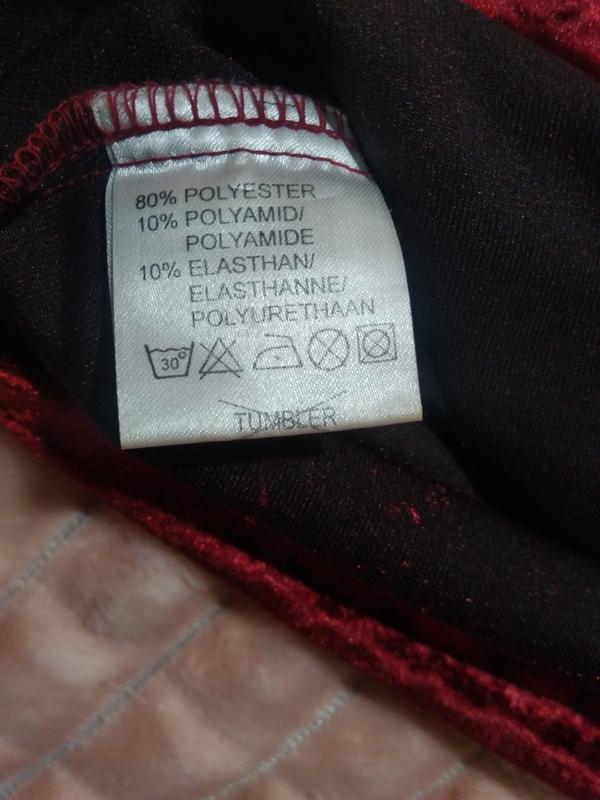 80% POLYESTER
10% POLYAMID/
POLYAMIDE
10% ELASTHAN/
ELASTHANNE/
POLYURETHAAN
30°
TUMBLER